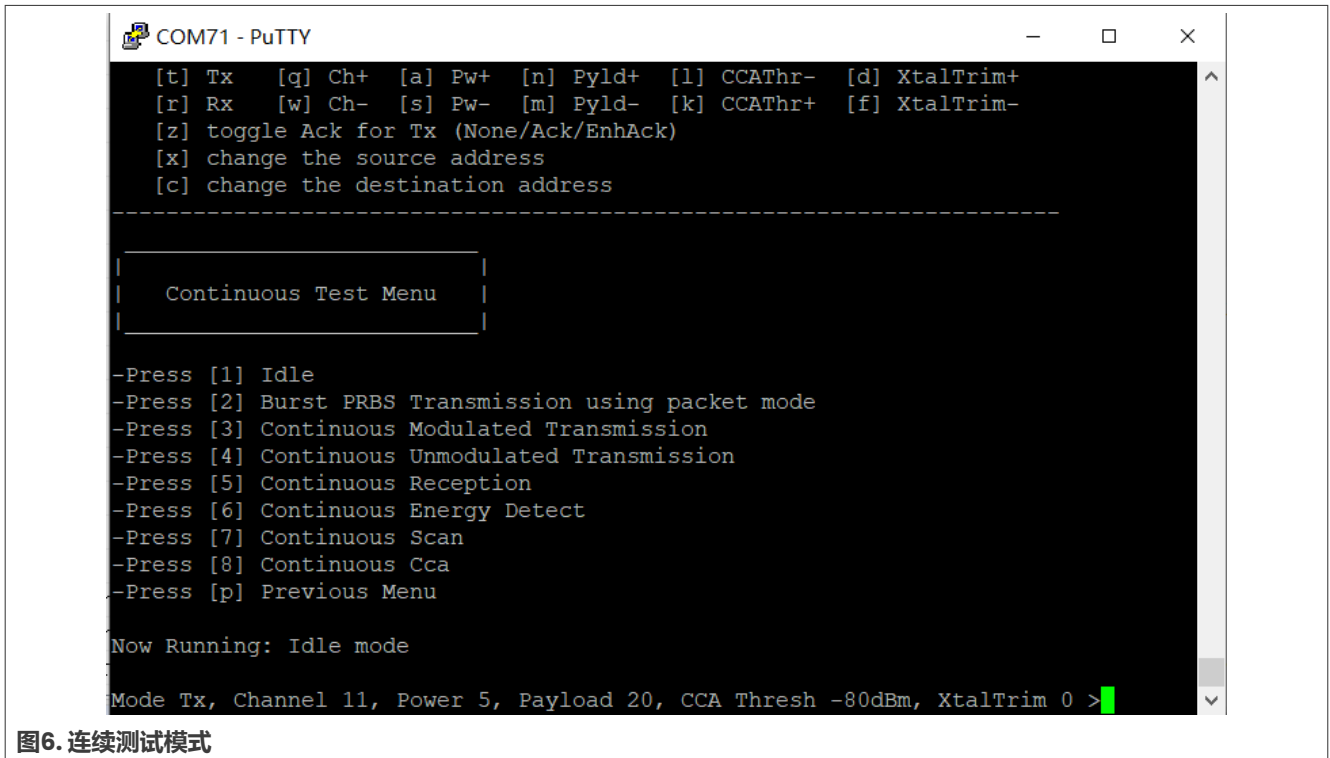 COM71 - PuTTY
[t] Tx [q] Ch+ [a] Pw+ [n] Pyld+ [l] CCAThr- [d] XtalTrim+
[r] Rx [w] Ch- [s] Pw- [m] Pyld- [k] CCAThr+ [f] XtalTrim-
[z] toggle Ack for Tx (None/Ack/EnhAck)
[x] change the source address
[c] change the destination address
----------------------------------------------------------------------
Continuous Test Menu
-Press [1] Idle
-Press [2] Burst PRBS Transmission using packet mode
-Press [3] Continuous Modulated Transmission
-Press [4] Continuous Unmodulated Transmission
-Press [5] Continuous Reception
-Press [6] Continuous Energy Detect
-Press [7] Continuous Scan
-Press [8] Continuous Cca
-Press [p] Previous Menu
Now Running: Idle mode
Mode Tx, Channel 11, Power 5, Payload 20, CCA Thresh -80dBm, XtalTrim 0 >
图6. 连续测试模式